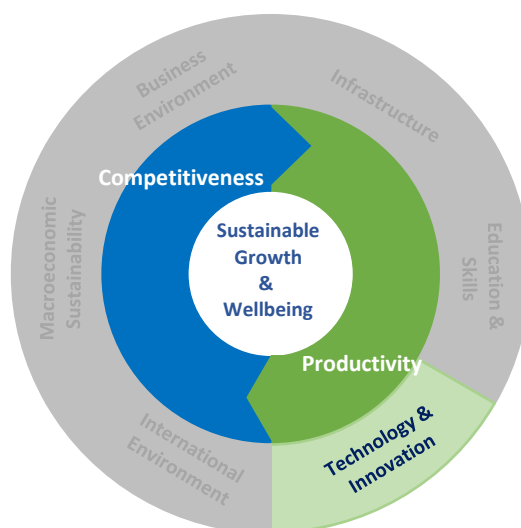 Business
Environment
Infrastructure
Competitiveness
Macroeconomic
Sustainability
Sustainable
Growth
&
Wellbeing
Education &
Skills
Productivity
International
Environment
Technology &
Innovation